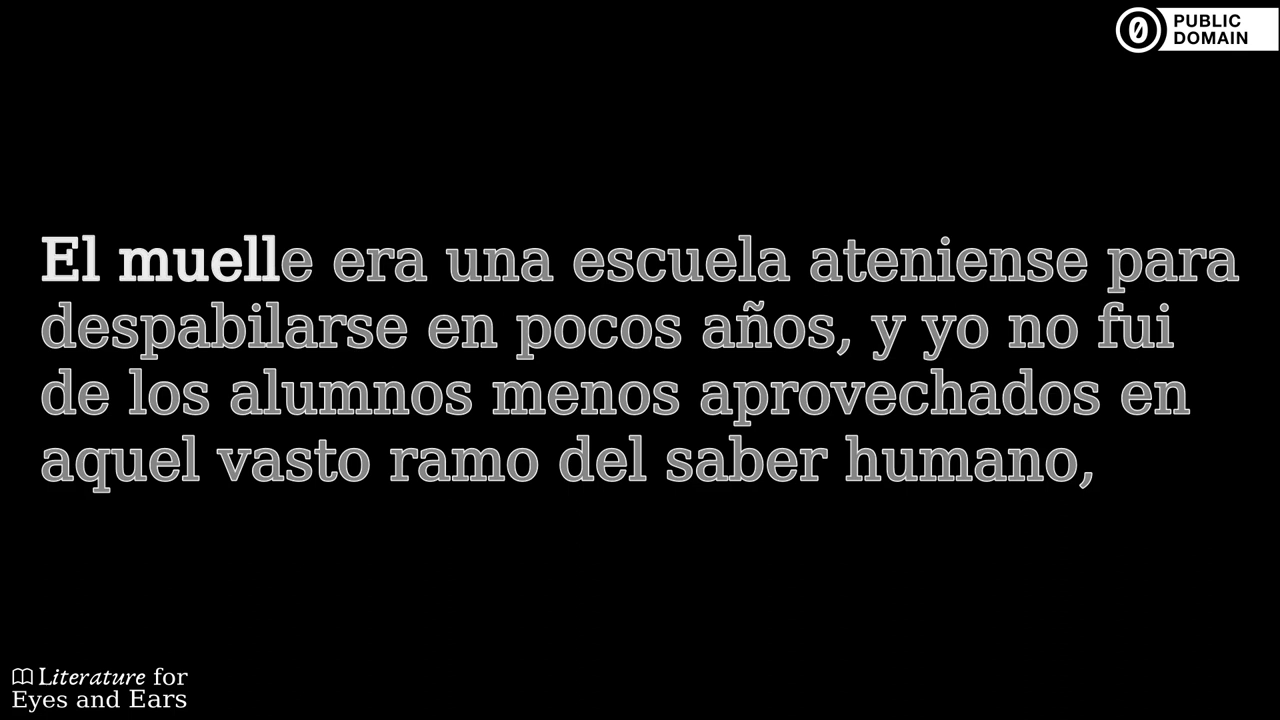 PUBLIC
DOMAIN
El muelle era una escuela ateniense para
despabilarse en pocos años, y yo no fui
de los alumnos menos aprovechados en
aquel vasto ramo del saber humano,
Literature for
Eyes and Ears